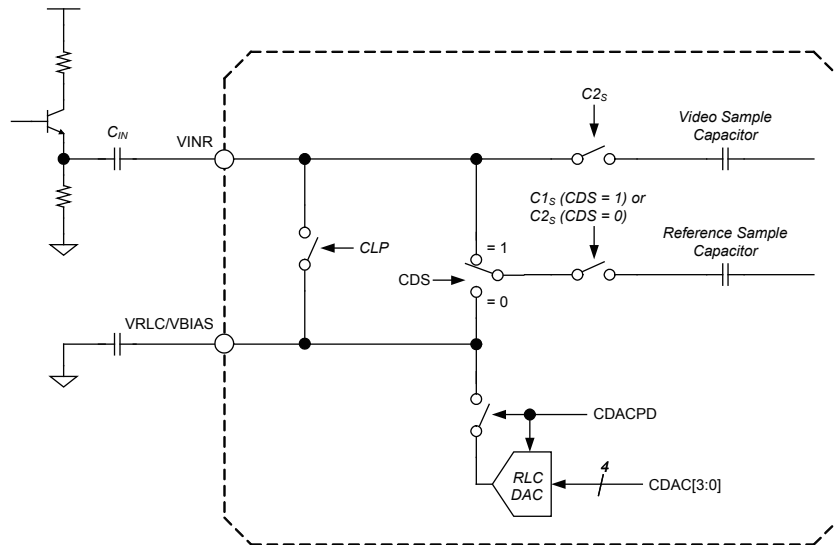 C2S
Video Sample
Capacitor
CIN
VINR
C1S (CDS = 1) or
C2S (CDS = 0)
Reference Sample
Capacitor
= 1
CLP
CDS
= 0
VRLC/VBIAS
CDACPD
4
RLC
DAC
CDAC[3:0]